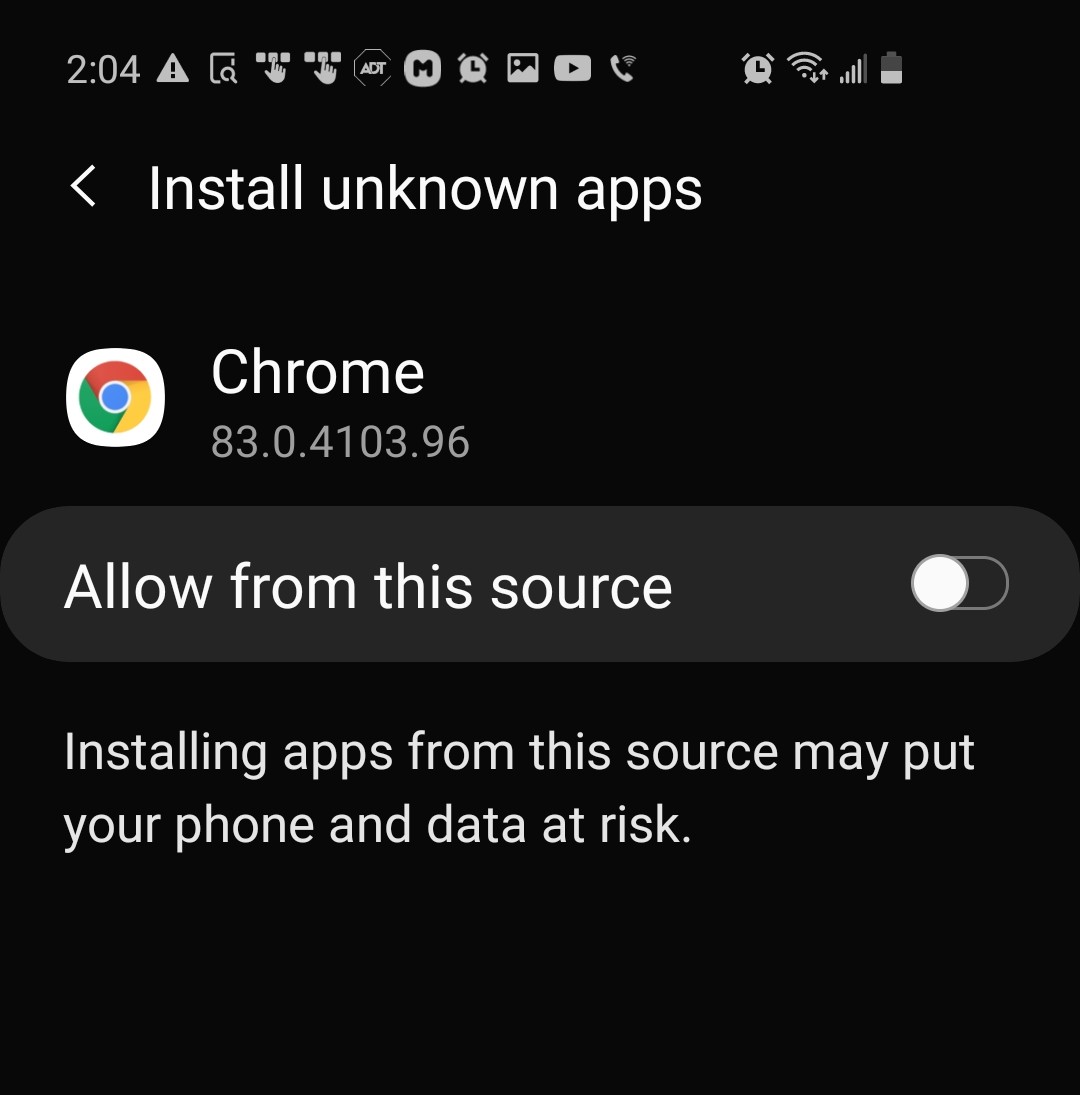 2:04 ADT
Install unknown apps
Chrome
83.0.4103.96
Allow from this source
Installing apps from this source may put
your phone and data at risk.